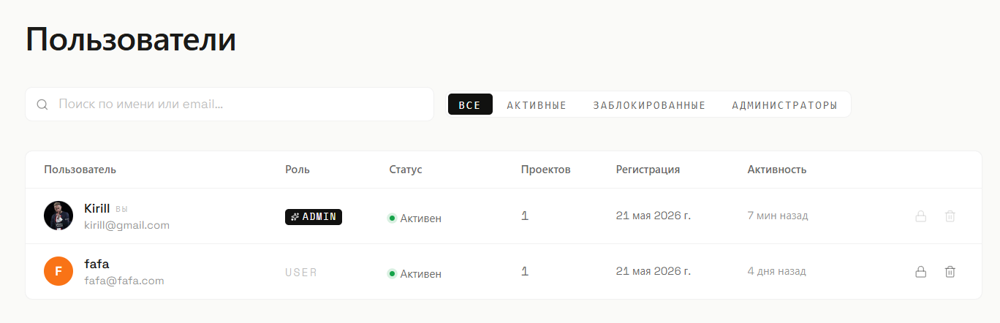 Пользователи
Поиск по имени или email...
ВСЕ АКТИВНЫЕ ЗАБЛОКИРОВАННЫЕ АДМИНИСТРАТОРЫ
Пользователь Роль Статус Проектов Регистрация Активность
Kirill ВЫ
kirill@gmail.com
ADMIN Активен 1 21 мая 2026 г. 7 мин назад
F
fafa
fafa@fafa.com
USER Активен 1 21 мая 2026 г. 4 дня назад